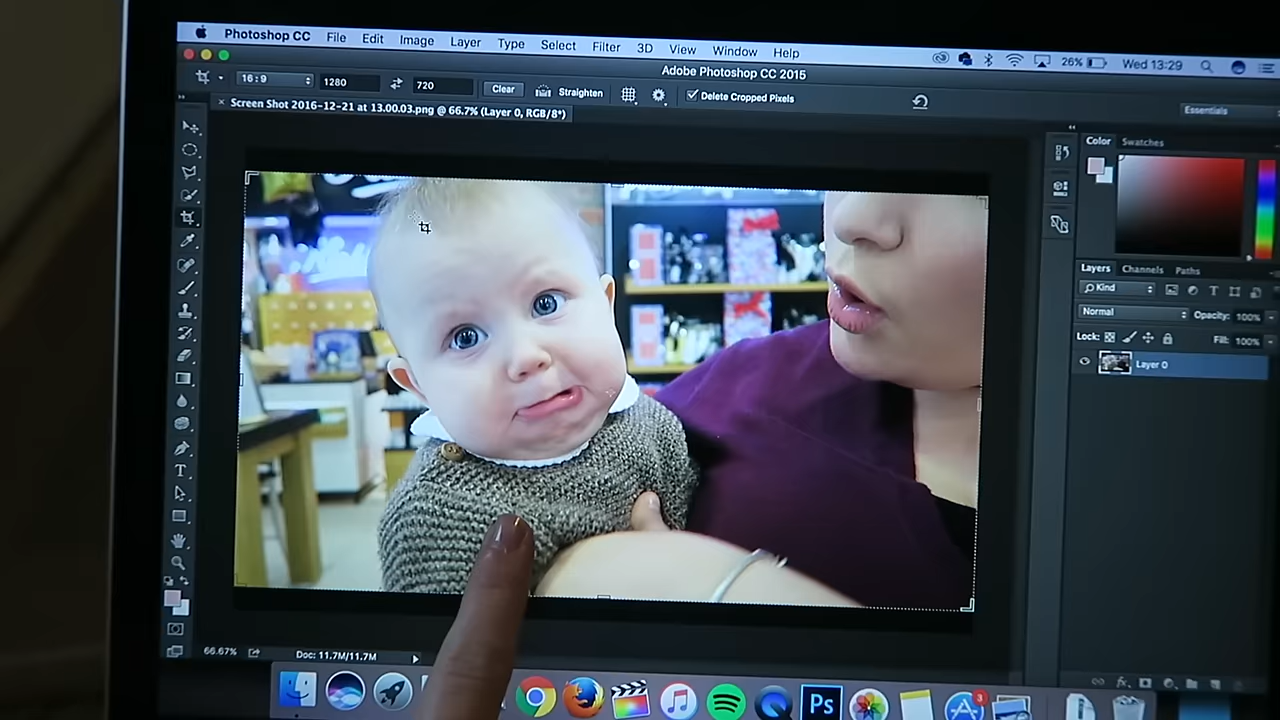 Photoshop CC File Edit Image Layer Type Select Filter 3D View Window Help 26% Wed 13:29
Adobe Photoshop CC 2015
16:9 1280 720 Clear Straighten Delete Cropped Pixels
Essentials
× Screen Shot 2016-12-21 at 13.00.03.png @ 66.7% (Layer 0, RGB/8*)
Color Swatches
Layers Channels Paths
Kind
Normal Opacity: 100%
Lock: Fill: 100%
Layer 0
66.67% Doc: 11.7M/11.7M
Ps
3